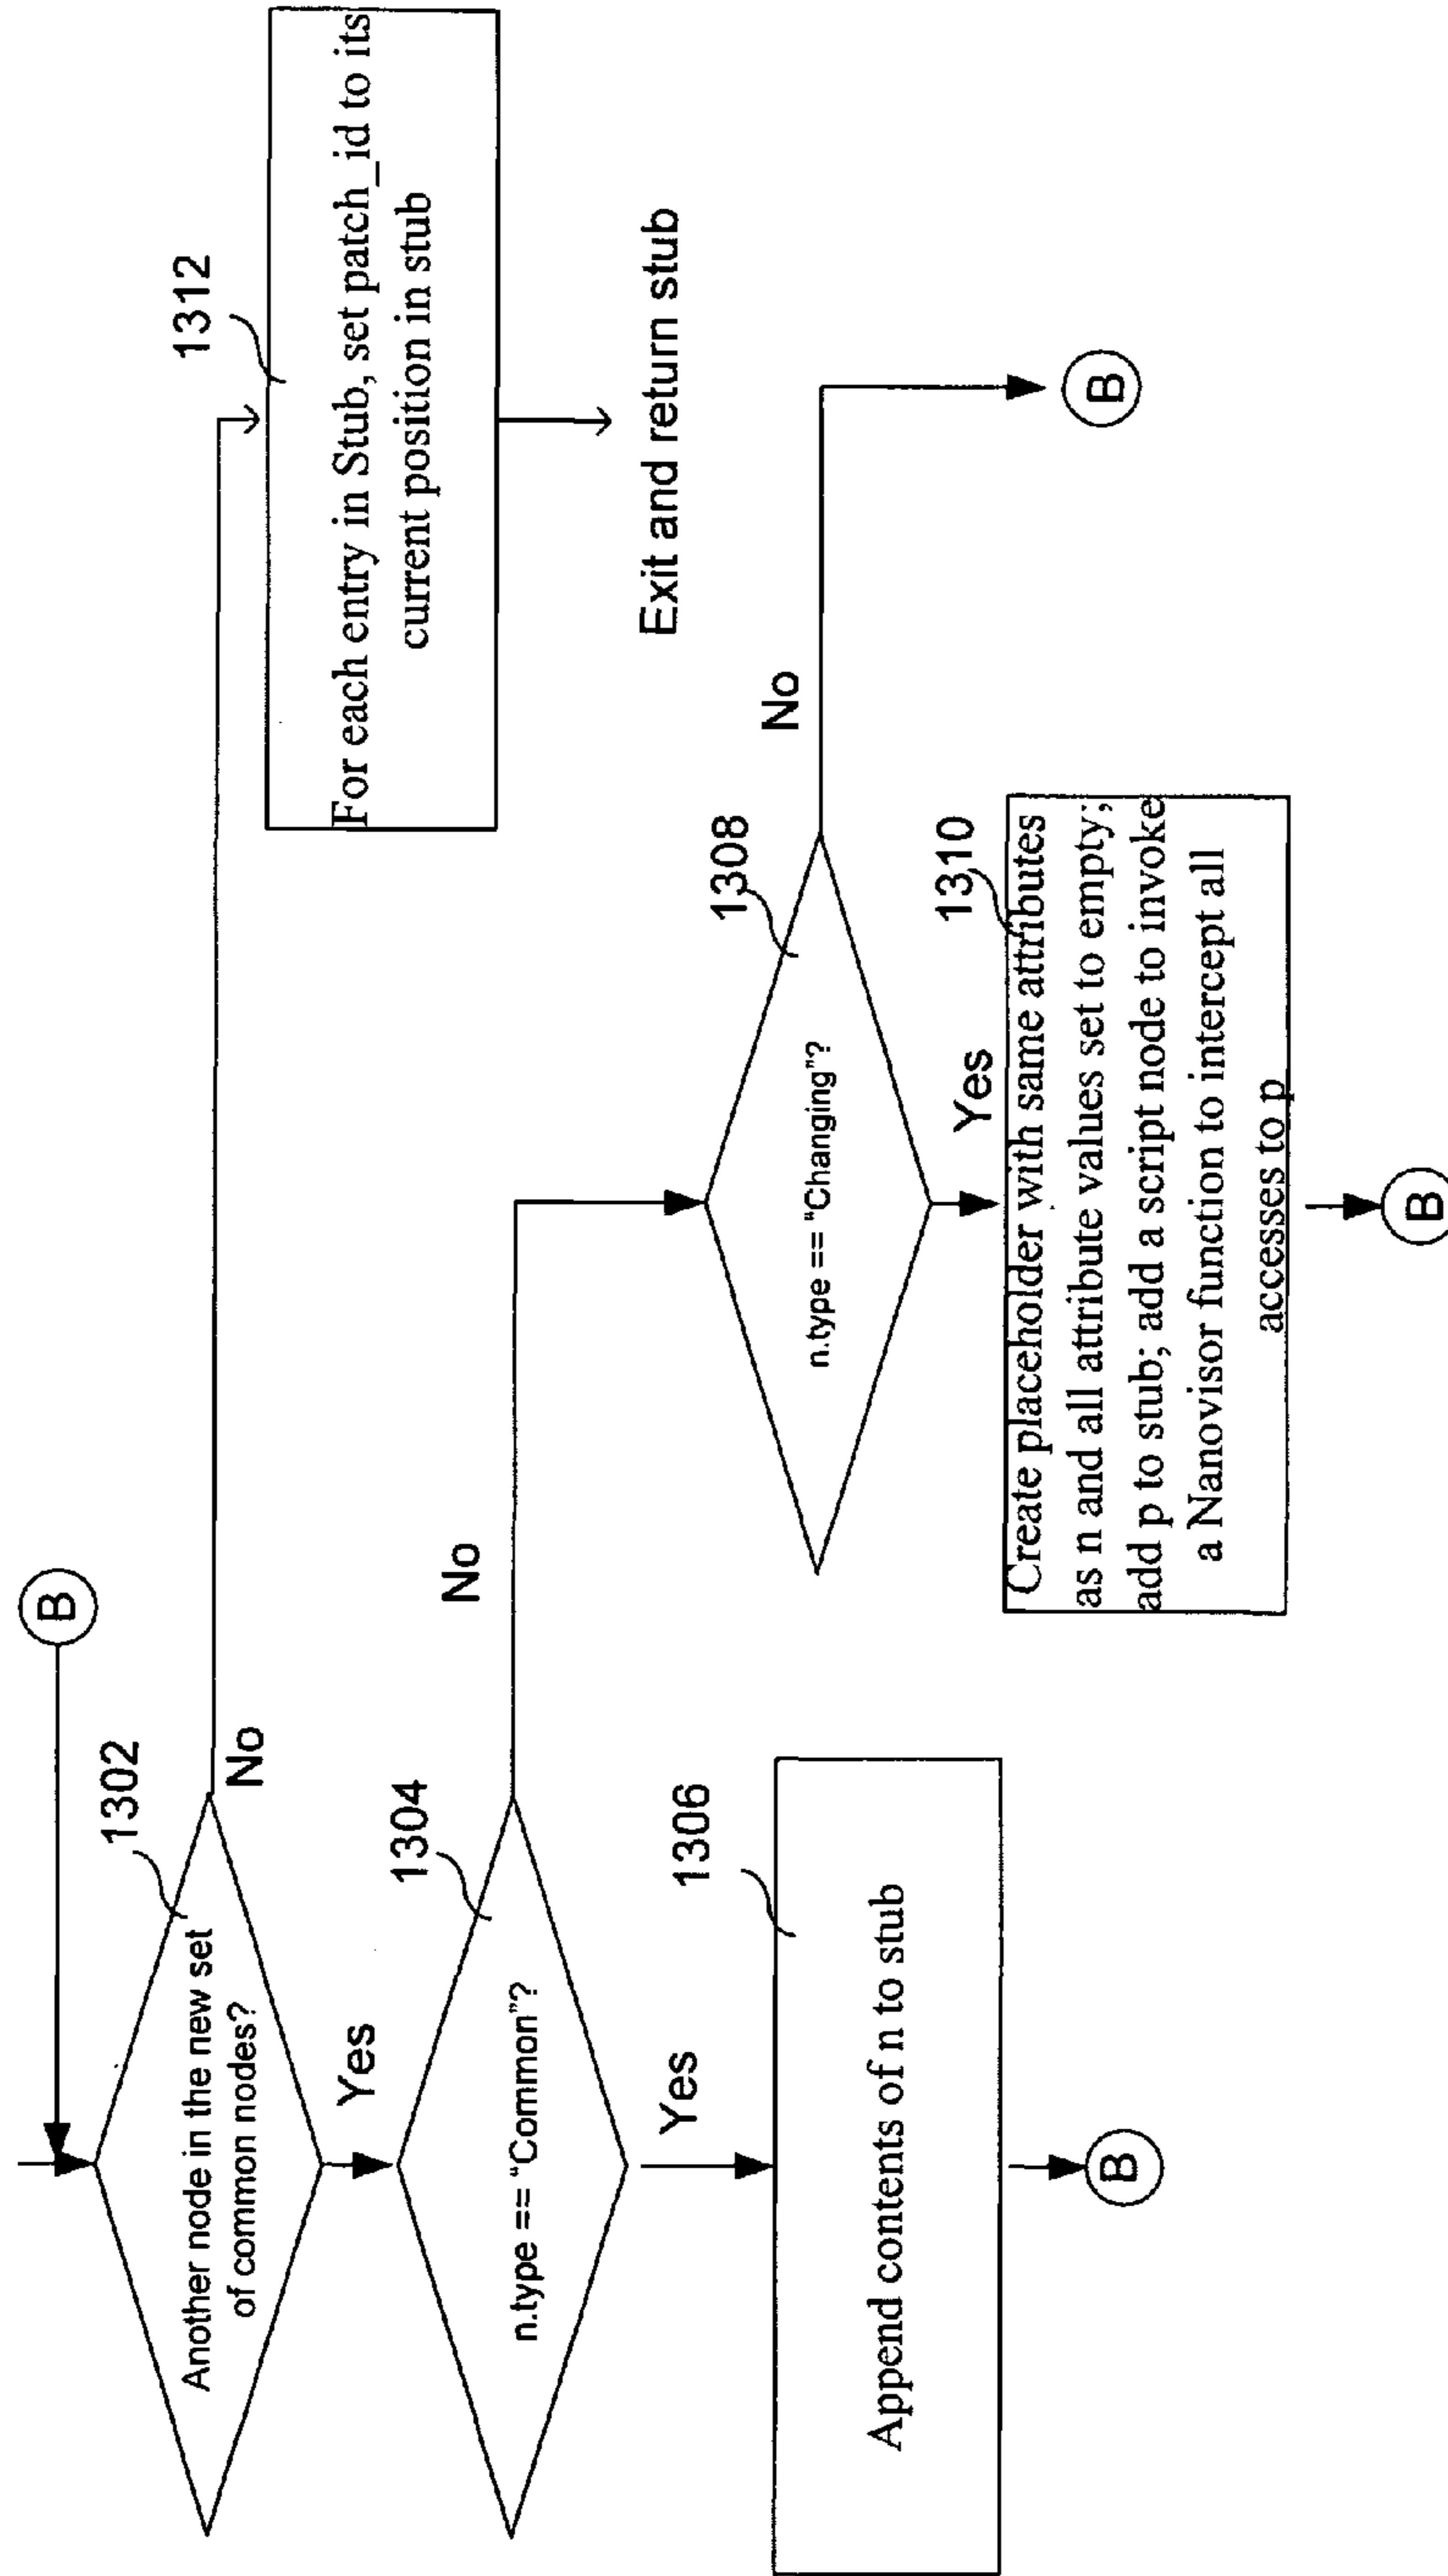 B
1302
Another node in the new set
of common nodes?
No
Yes
1312
For each entry in Stub, set patch_id to its
current position in stub
Exit and return stub
1304
n.type == "Common"?
No
Yes
1306
Append contents of n to stub
B
1308
n.type == "Changing"?
No
B
Yes
1310
Create placeholder with same attributes
as n and all attribute values set to empty;
add p to stub; add a script node to invoke
a Nanovisor function to intercept all
accesses to p
B